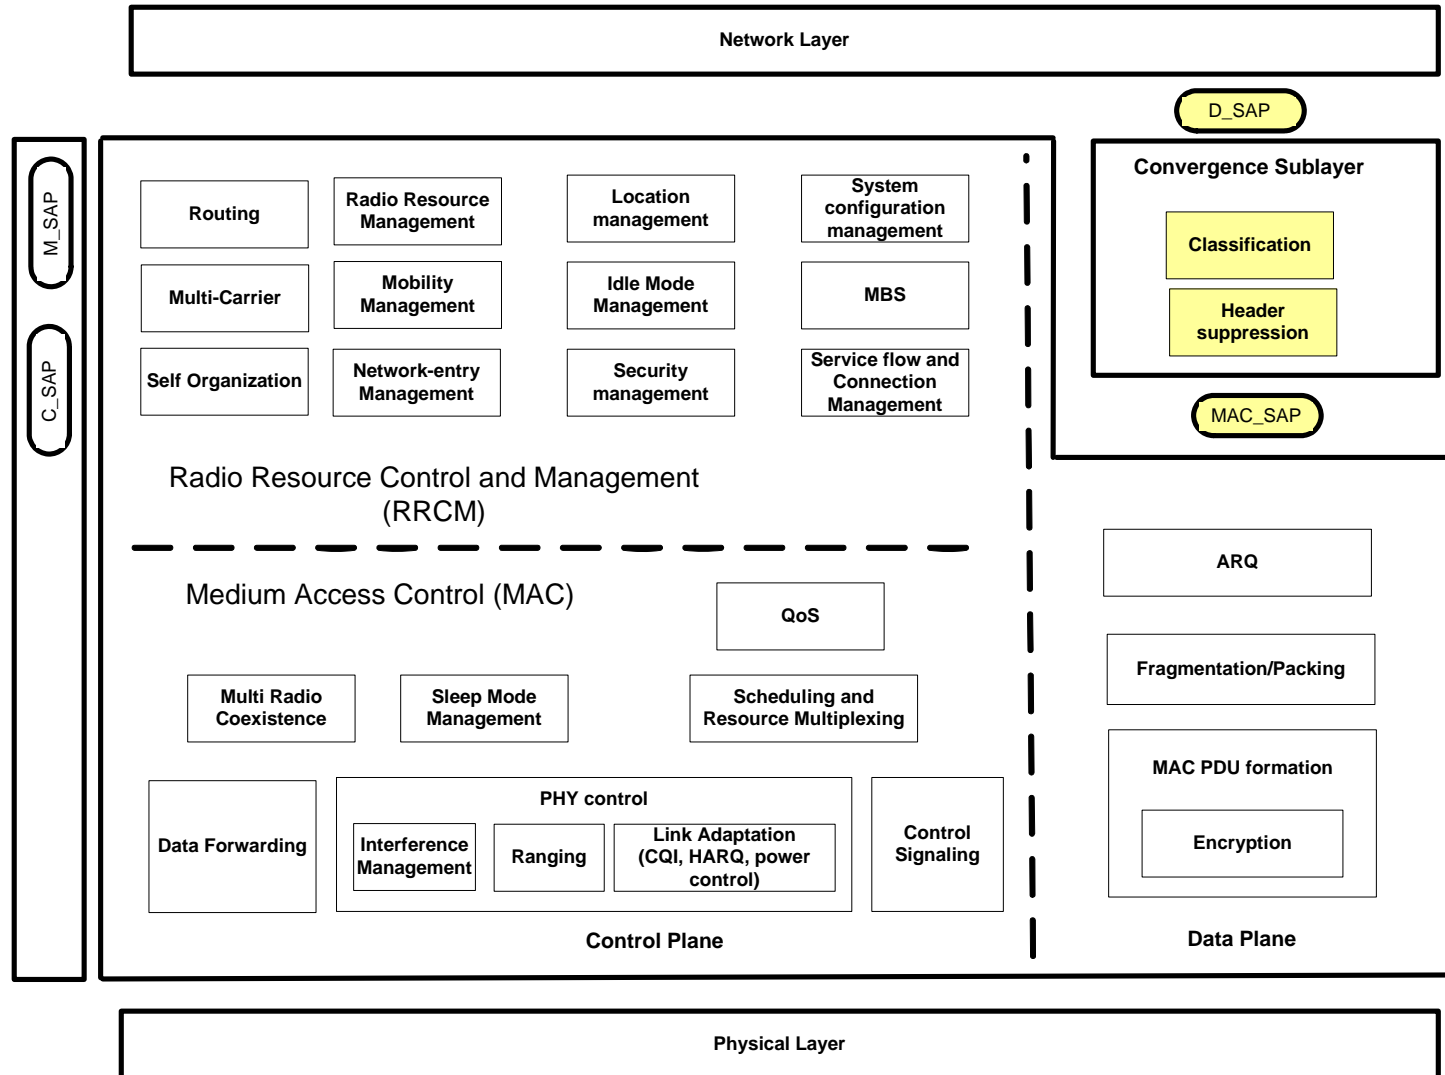 Network Layer
D_SAP
M_SAP
C_SAP
Routing
Radio Resource
Management
Location
management
System
configuration
management
Multi-Carrier
Mobility
Management
Idle Mode
Management
MBS
Self Organization
Network-entry
Management
Security
management
Service flow and
Connection
Management
Radio Resource Control and Management
(RRCM)
Convergence Sublayer
Classification
Header
suppression
MAC_SAP
Medium Access Control (MAC)
QoS
Multi Radio
Coexistence
Sleep Mode
Management
Scheduling and
Resource Multiplexing
Data Forwarding
PHY control
Interference
Management
Ranging
Link Adaptation
(CQI, HARQ, power
control)
Control
Signaling
Control Plane
ARQ
Fragmentation/Packing
MAC PDU formation
Encryption
Data Plane
Physical Layer